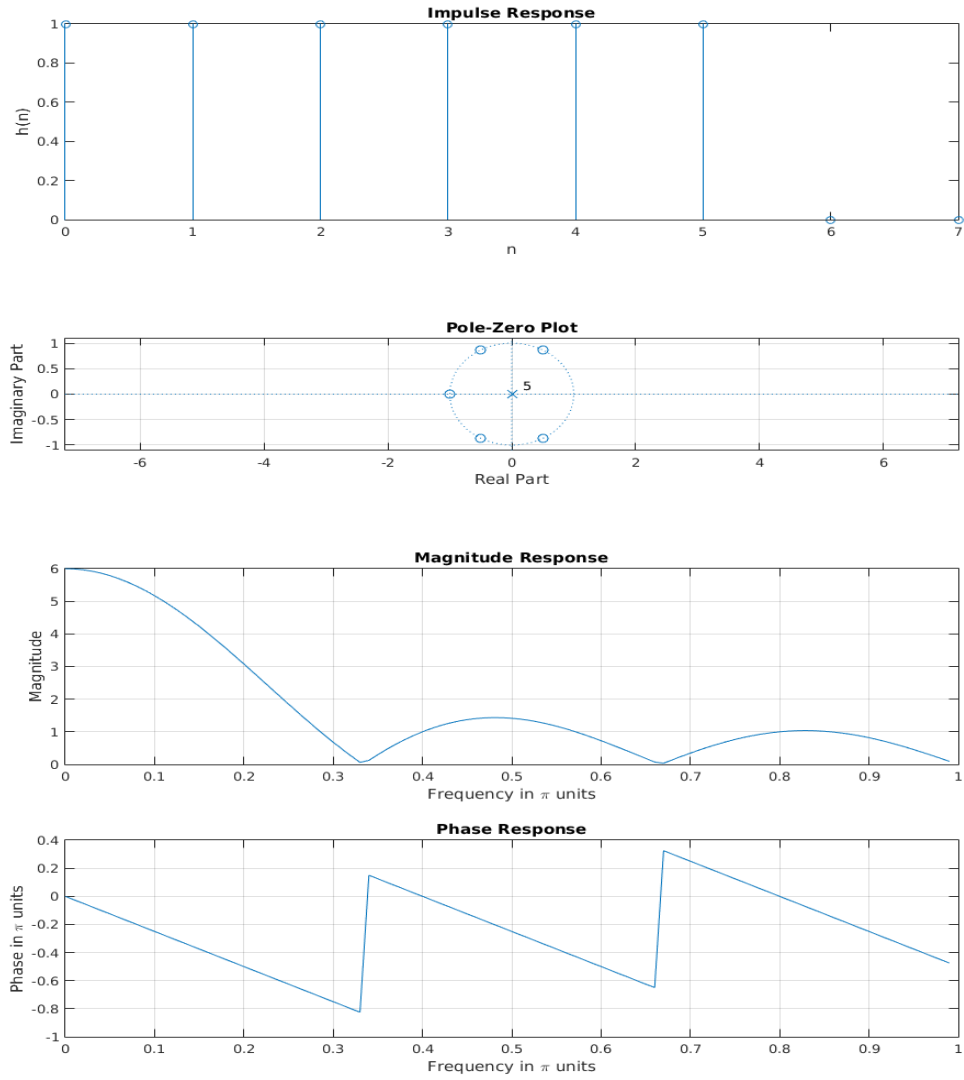 Impulse Response
1
0.8
0.6
0.4
0.2
0
h(n)
0 1 2 3 4 5 6 7
n
Pole-Zero Plot
1
0.5
0
-0.5
-1
Imaginary Part
5
-6 -4 -2 0 2 4 6
Real Part
Magnitude Response
6
5
4
3
2
1
0
Magnitude
0 0.1 0.2 0.3 0.4 0.5 0.6 0.7 0.8 0.9 1
Frequency in π units
Phase Response
0.4
0.2
0
-0.2
-0.4
-0.6
-0.8
-1
Phase in π units
0 0.1 0.2 0.3 0.4 0.5 0.6 0.7 0.8 0.9 1
Frequency in π units